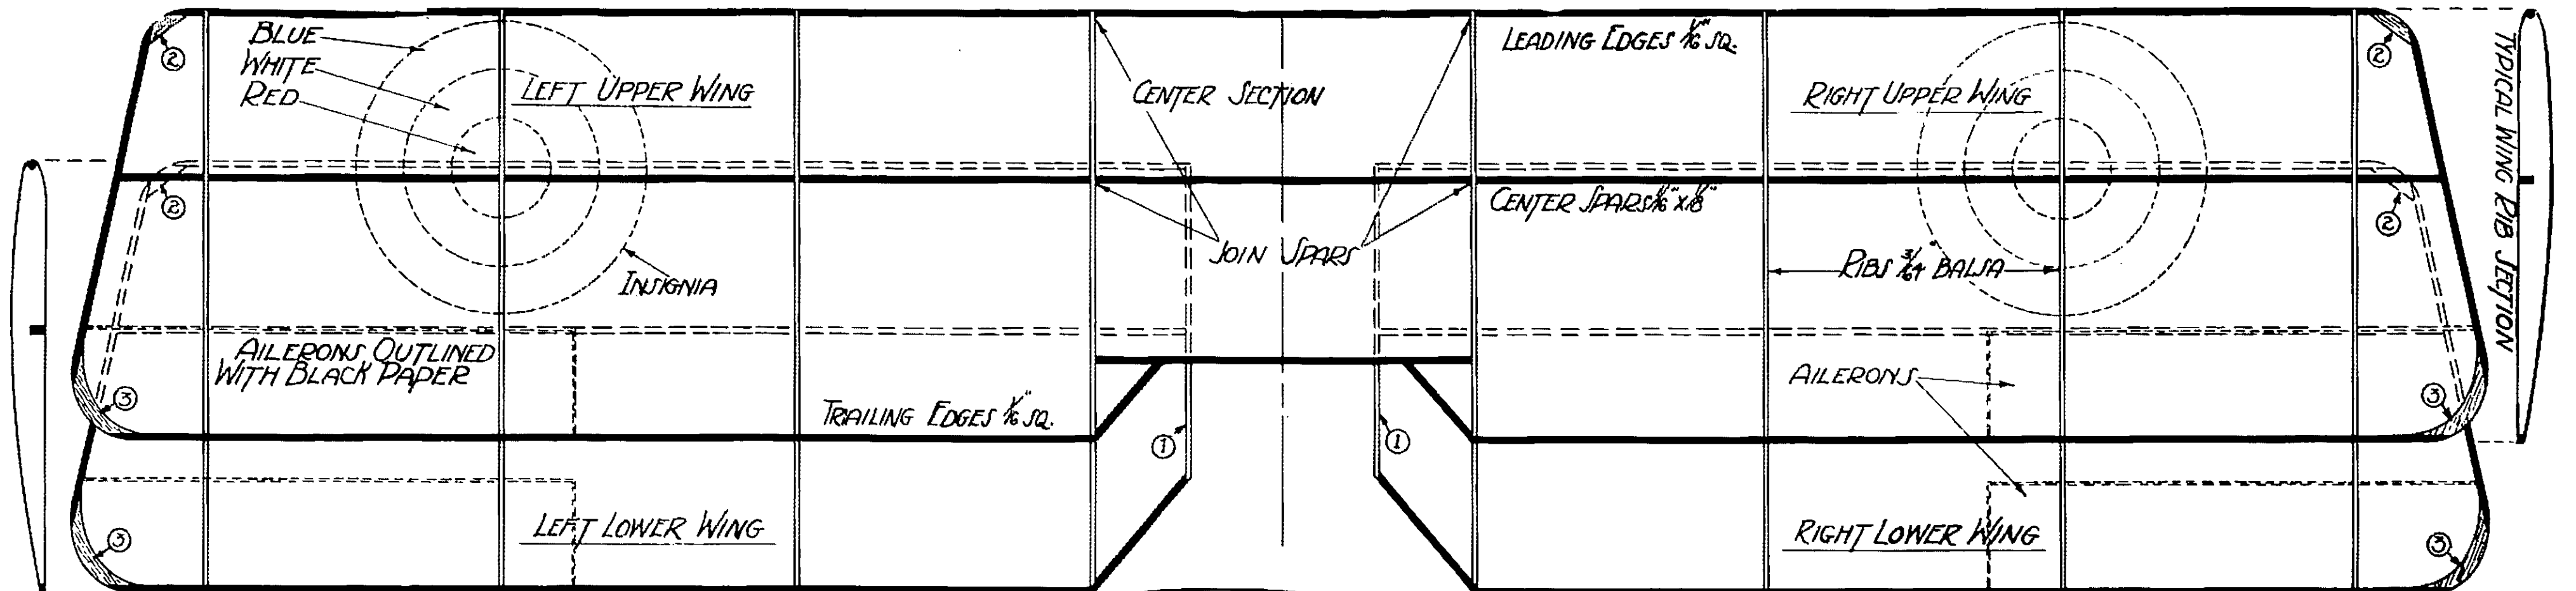 BLUE
WHITE
RED
LEFT UPPER WING
INSIGNIA
CENTER SECTION
JOIN SPARS
LEADING EDGES 1/16" SQ.
CENTER SPARS 1/16" X 1/8"
RIGHT UPPER WING
RIBS 3/64" BALSA
TYPICAL WING RIB SECTION
AILERONS OUTLINED
WITH BLACK PAPER
TRAILING EDGES 1/16" SQ.
AILERONS
LEFT LOWER WING
RIGHT LOWER WING
2
2
2
2
3
3
3
3
1
1